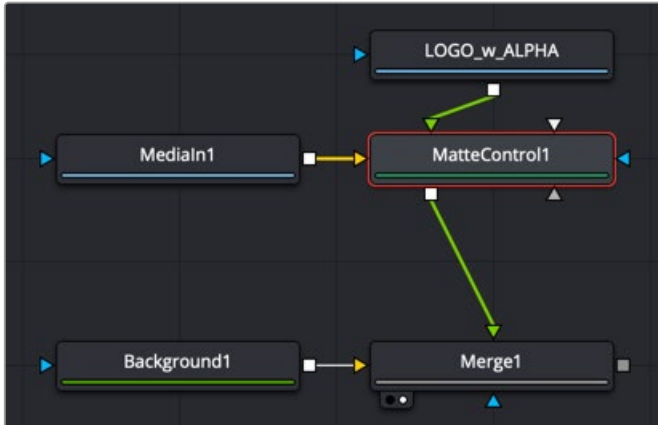 LOGO_w_ALPHA
MediaIn1
MatteControl1
Background1
Merge1